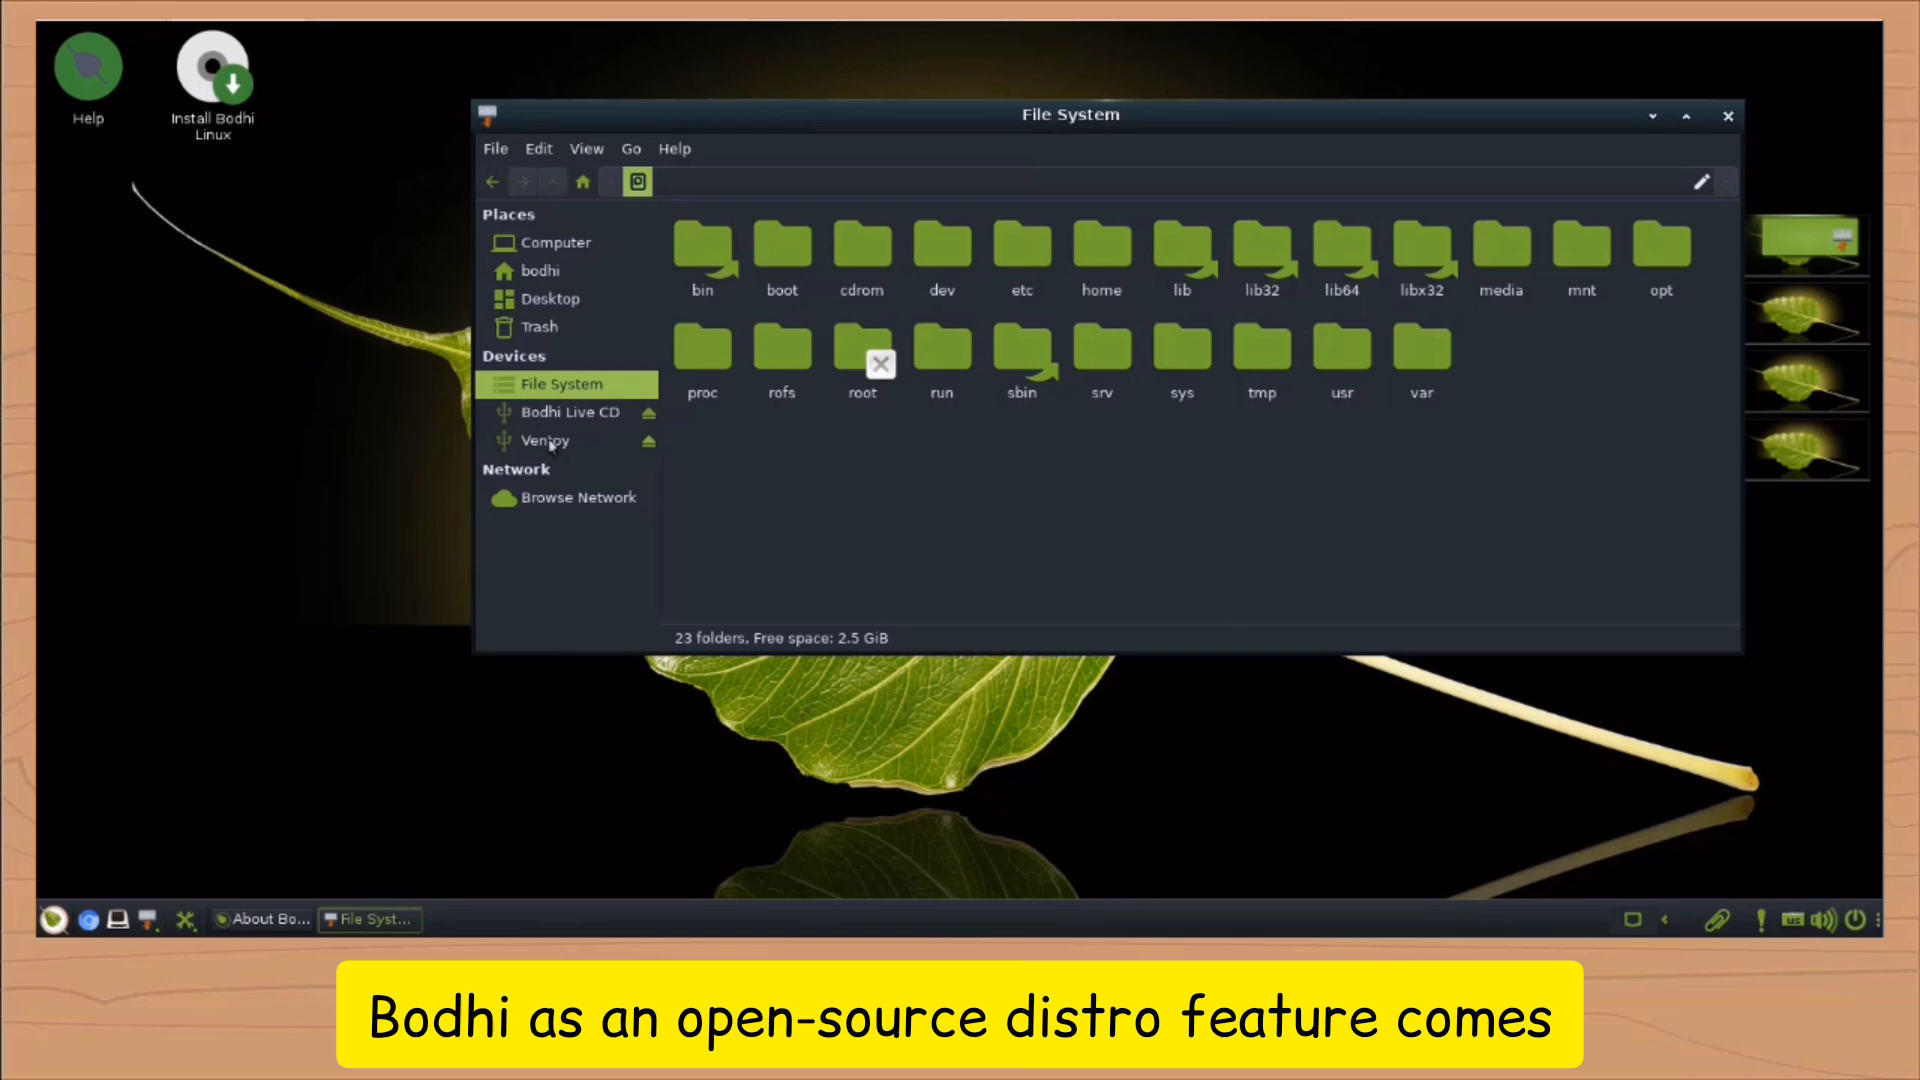 Help
Install Bodhi
Linux
File System
File Edit View Go Help
Places
Computer
bodhi
Desktop
Trash
Devices
File System
Bodhi Live CD
Ventoy
Network
Browse Network
bin boot cdrom dev etc home lib lib32 lib64 libx32 media mnt opt
proc rofs root run sbin srv sys tmp usr var
23 folders, Free space: 2.5 GiB
About Bo... File Syst... us
Bodhi as an open-source distro feature comes